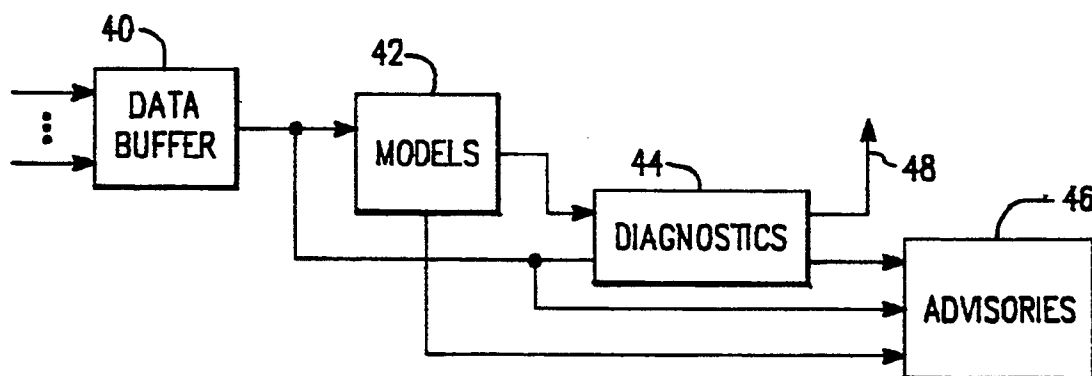 40
DATA
BUFFER
42
MODELS
44
DIAGNOSTICS
48
46
ADVISORIES